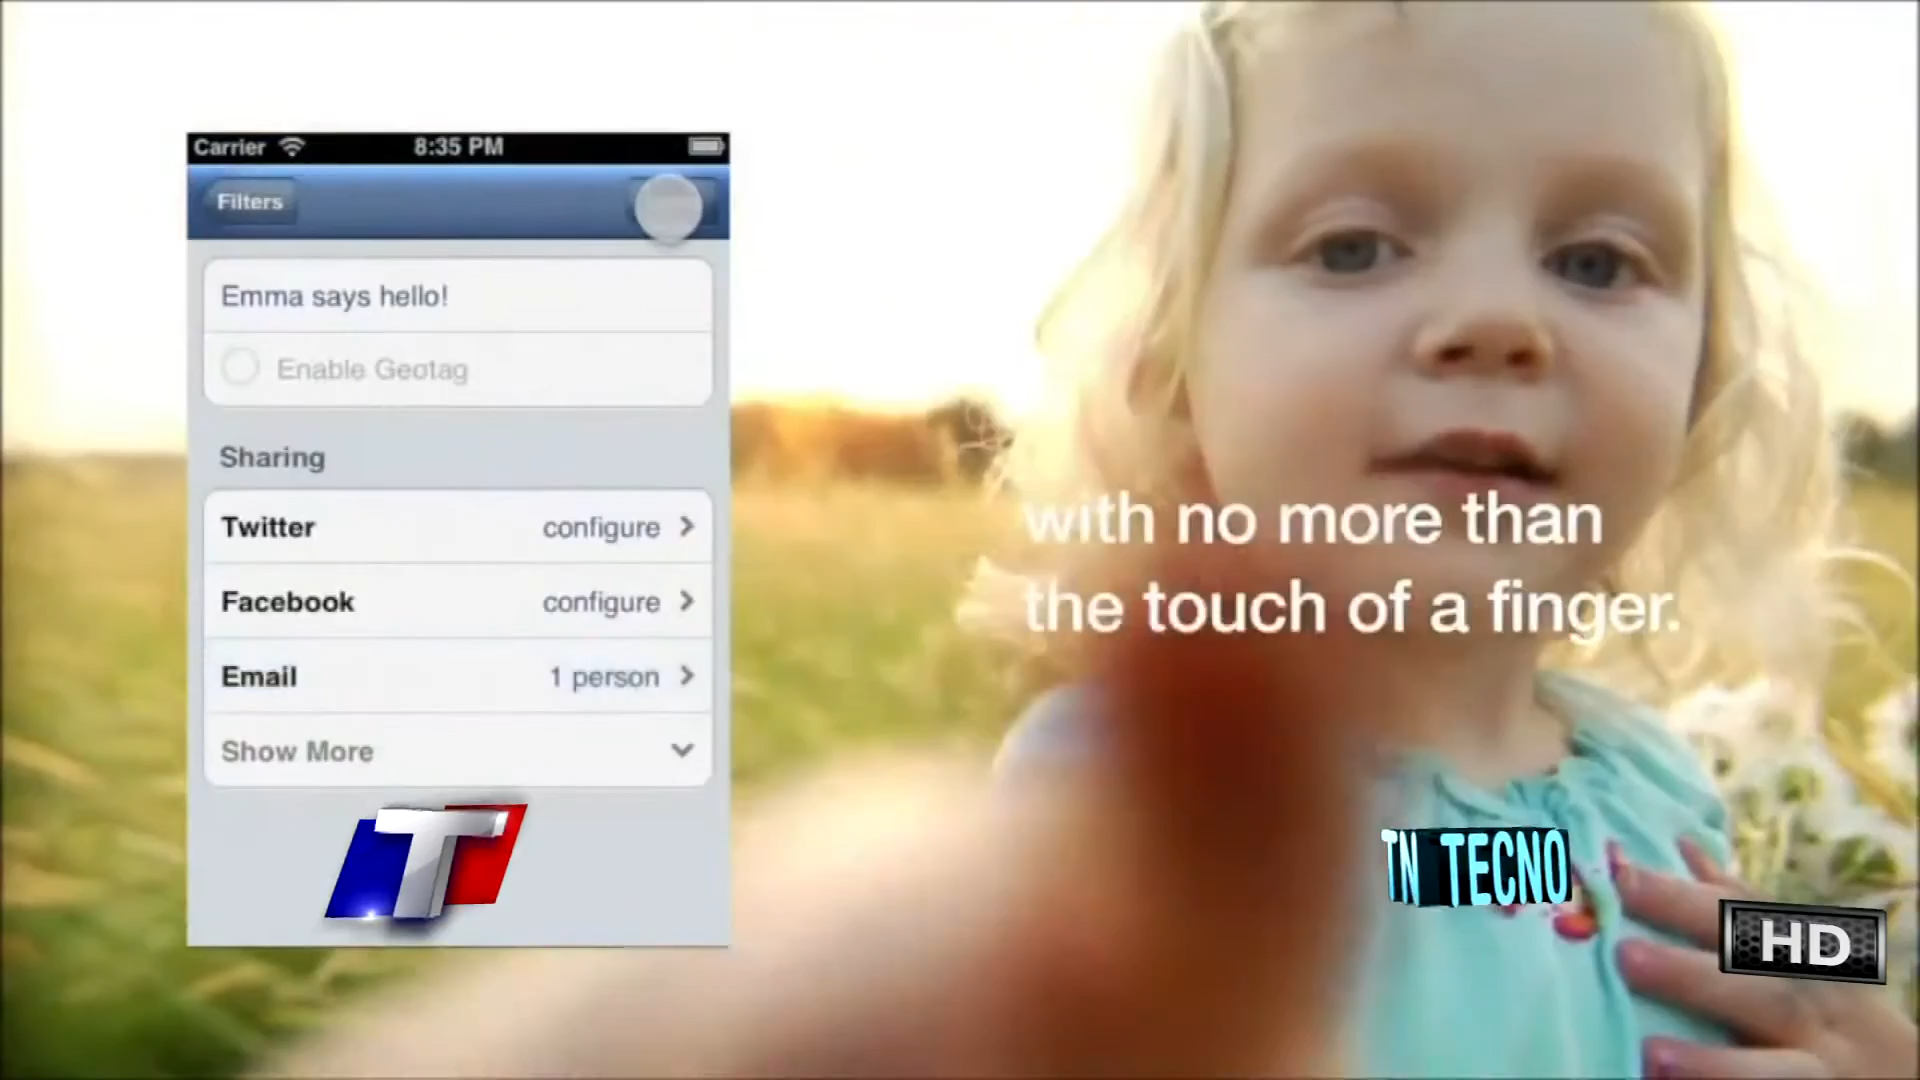 Carrier
8:35 PM
Filters
Emma says hello!
Enable Geotag
Sharing
Twitter configure
Facebook configure
Email 1 person
Show More
with no more than
the touch of a finger.
T
TN TECNO
HD